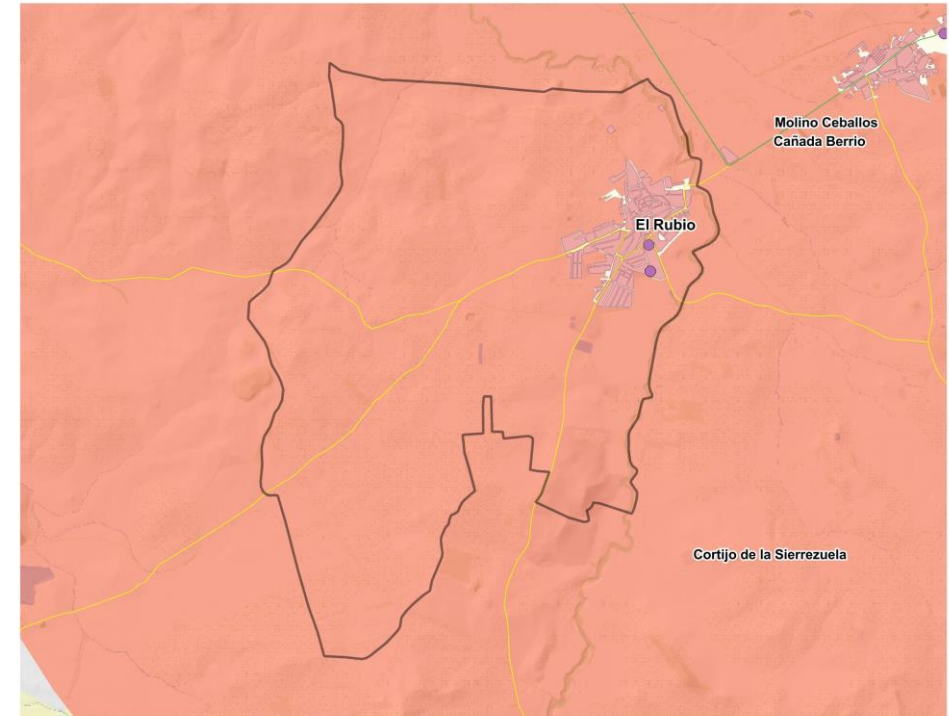 Molino Ceballos
Cañada Berrio
El Rubio
Cortijo de la Sierrezuela